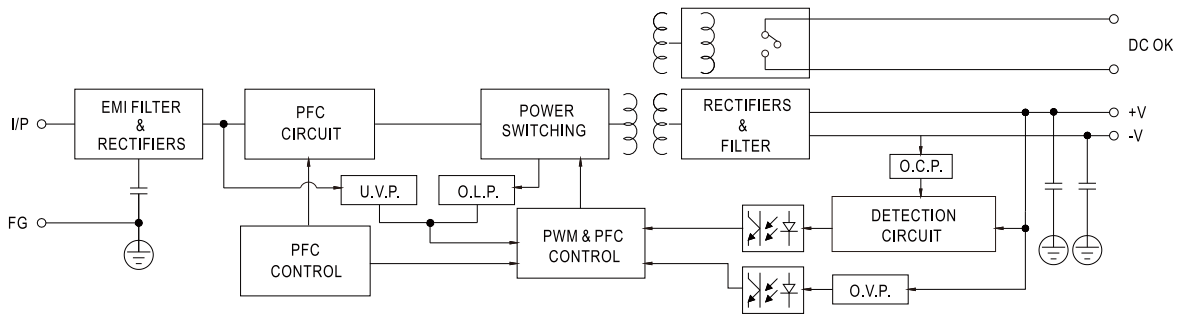 DC OK
I/P
EMI FILTER
&
RECTIFIERS
PFC
CIRCUIT
POWER
SWITCHING
RECTIFIERS
&
FILTER
+V
-V
O.C.P.
U.V.P.
O.L.P.
FG
PFC
CONTROL
PWM & PFC
CONTROL
DETECTION
CIRCUIT
O.V.P.